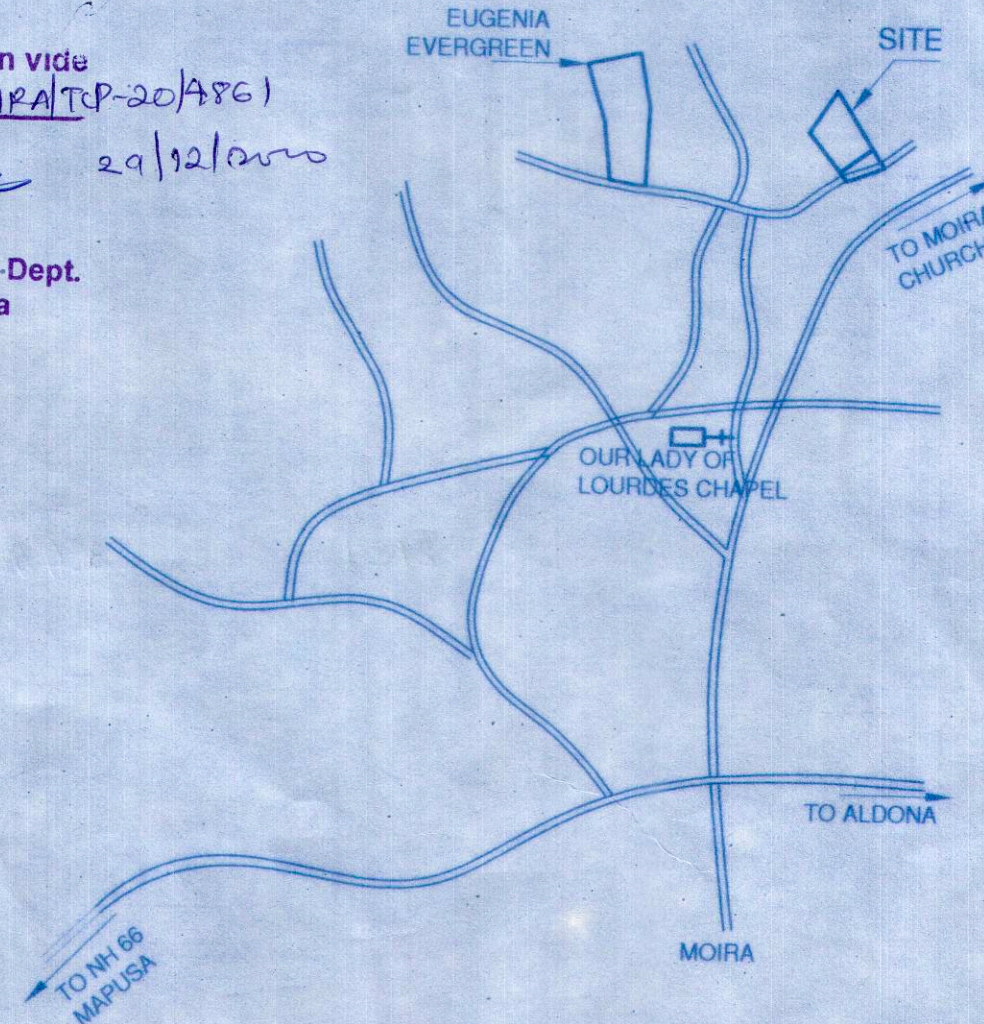 n vide
IRA/TCP-20/4861
29/12/2020
-Dept.
a
EUGENIA
EVERGREEN
SITE
TO MOIRA
CHURCH
OUR LADY OF
LOURDES CHAPEL
TO ALDONA
MOIRA
TO NH 66
MAPUSA